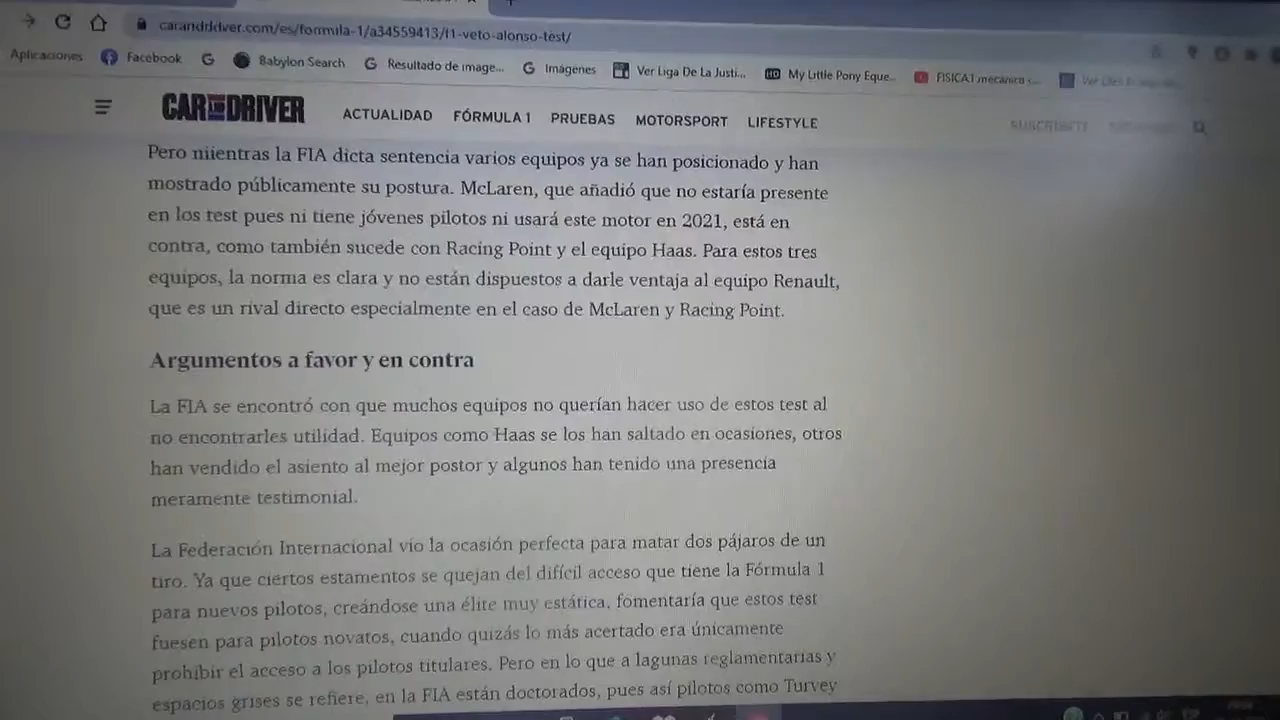 carandrdriver.com/es/formula-1/a34559413/f1-veto-alonso-test/
Aplicaciones Facebook Babylon Search Resultado de image... Imágenes Ver Liga De La Justi... My Little Pony Eque... FISICA1 mecánica
CAR AND DRIVER ACTUALIDAD FÓRMULA 1 PRUEBAS MOTORSPORT LIFESTYLE SUSCRÍBETE
Pero mientras la FIA dicta sentencia varios equipos ya se han posicionado y han
mostrado públicamente su postura. McLaren, que añadió que no estaría presente
en los test pues ni tiene jóvenes pilotos ni usará este motor en 2021, está en
contra, como también sucede con Racing Point y el equipo Haas. Para estos tres
equipos, la norma es clara y no están dispuestos a darle ventaja al equipo Renault,
que es un rival directo especialmente en el caso de McLaren y Racing Point.
Argumentos a favor y en contra
La FIA se encontró con que muchos equipos no querían hacer uso de estos test al
no encontrarles utilidad. Equipos como Haas se los han saltado en ocasiones, otros
han vendido el asiento al mejor postor y algunos han tenido una presencia
meramente testimonial.
La Federación Internacional vio la ocasión perfecta para matar dos pájaros de un
tiro. Ya que ciertos estamentos se quejan del difícil acceso que tiene la Fórmula 1
para nuevos pilotos, creándose una élite muy estática, fomentaría que estos test
fuesen para pilotos novatos, cuando quizás lo más acertado era únicamente
prohibir el acceso a los pilotos titulares. Pero en lo que a lagunas reglamentarias y
espacios grises se refiere, en la FIA están doctorados, pues así pilotos como Turvey